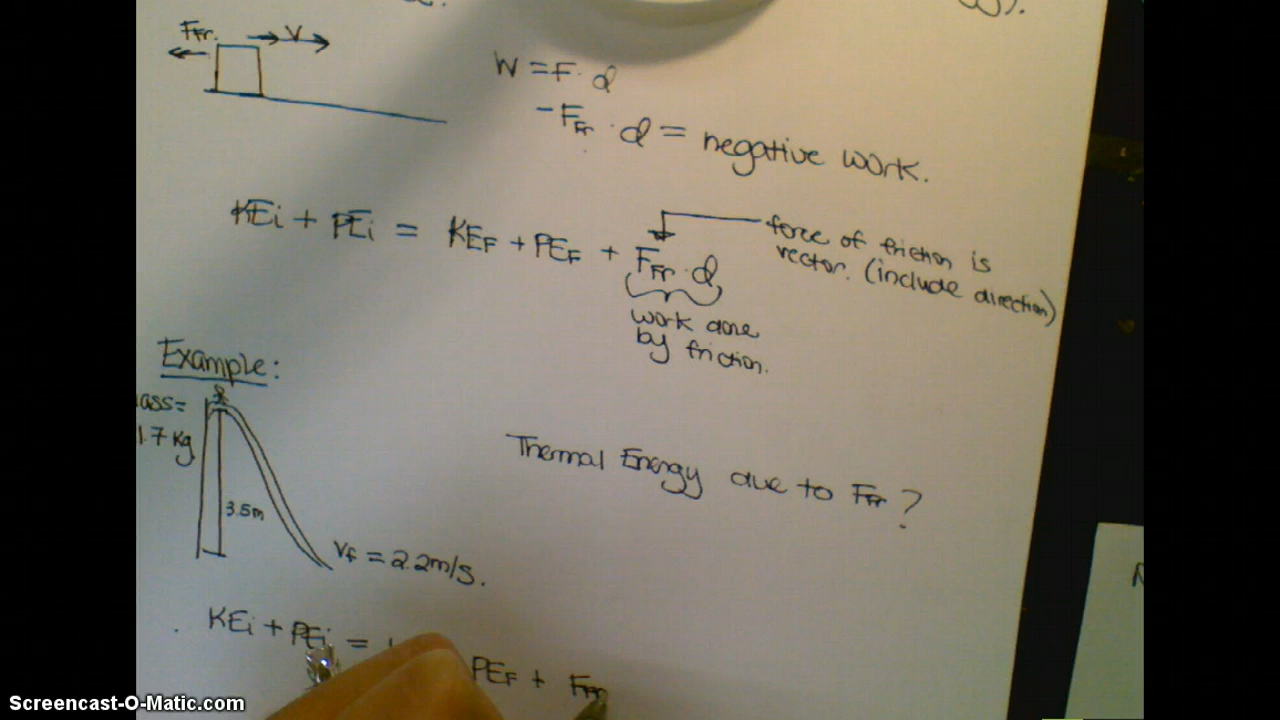 FFr. V
W = F · d
- FFr · d = negative work.
KEi + PEi = KEF + PEF + FFr · d
force of friction is
vector. (include direction)
work done
by friction.
Example:
ass =
1.7 kg
3.5m
Vf = 2.2m/s.
Thermal Energy due to FFr ?
KEi + PEi = PEF + FFr
Screencast-O-Matic.com